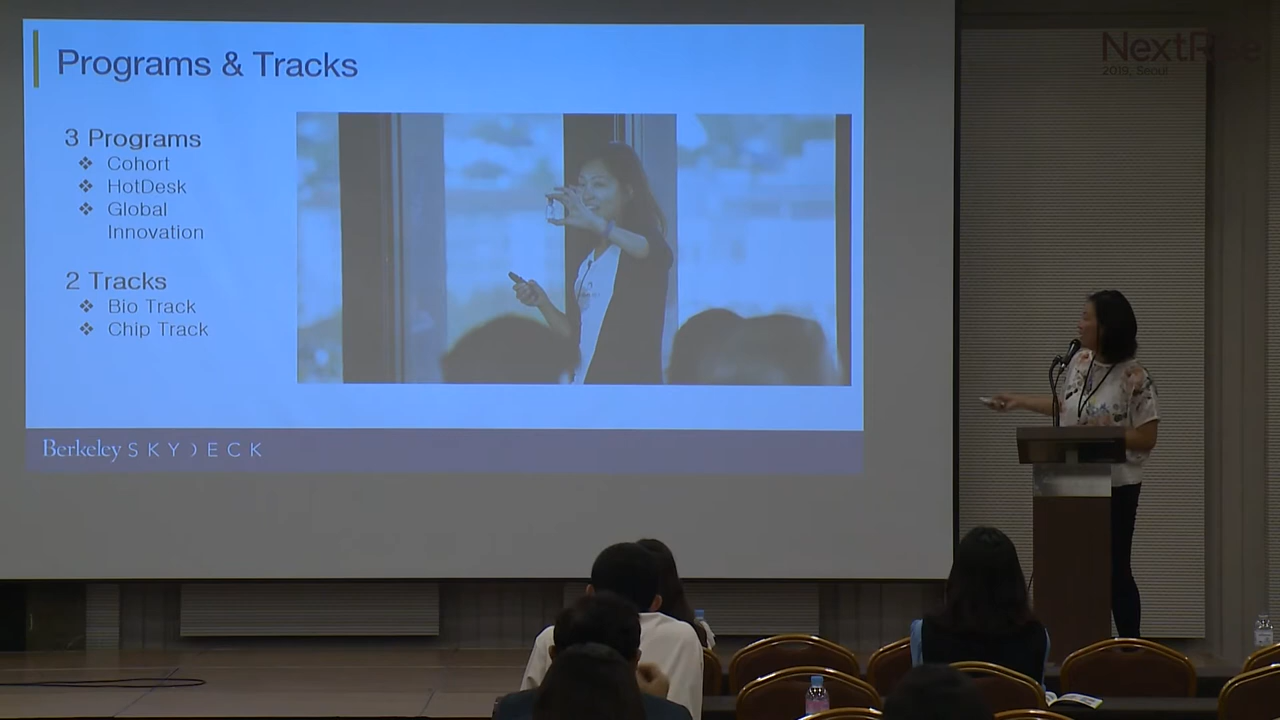 Programs & Tracks
3 Programs
❖ Cohort
❖ HotDesk
❖ Global
Innovation
2 Tracks
❖ Bio Track
❖ Chip Track
Berkeley SKYDECK
NextRise
2019, Seoul